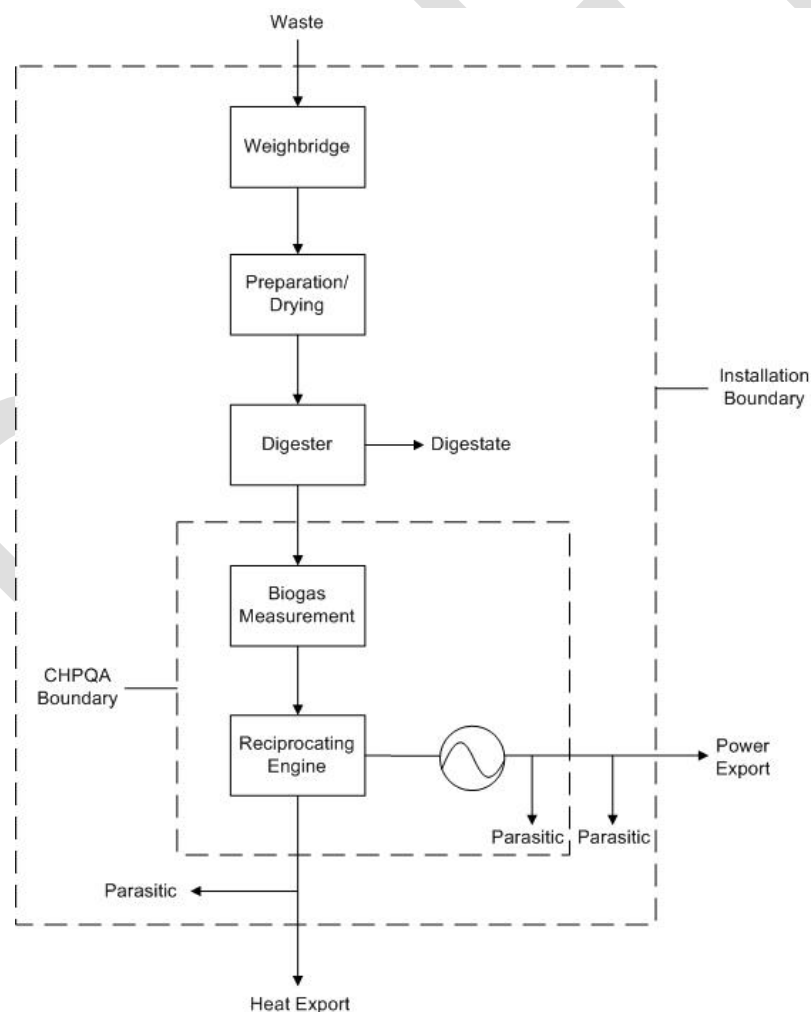 Waste
Weighbridge
Preparation/
Drying
Installation
Boundary
Digester
Digestate
Biogas
Measurement
CHPQA
Boundary
Reciprocating
Engine
Power
Export
Parasitic
Parasitic
Parasitic
Heat Export